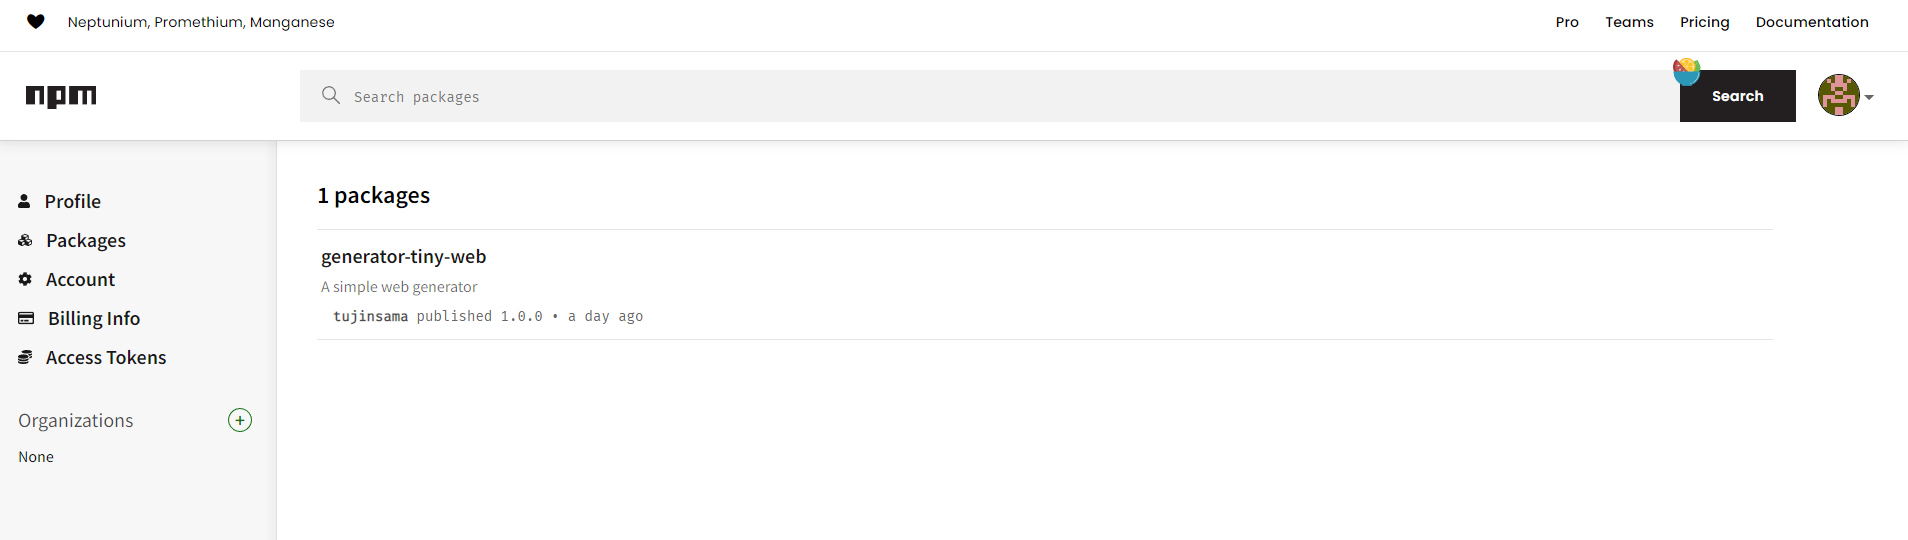 Neptunium, Promethium, Manganese
Pro Teams Pricing Documentation
npm
Search packages
Search
Profile
Packages
Account
Billing Info
Access Tokens
Organizations
None
1 packages
generator-tiny-web
A simple web generator
tujinsama published 1.0.0 • a day ago